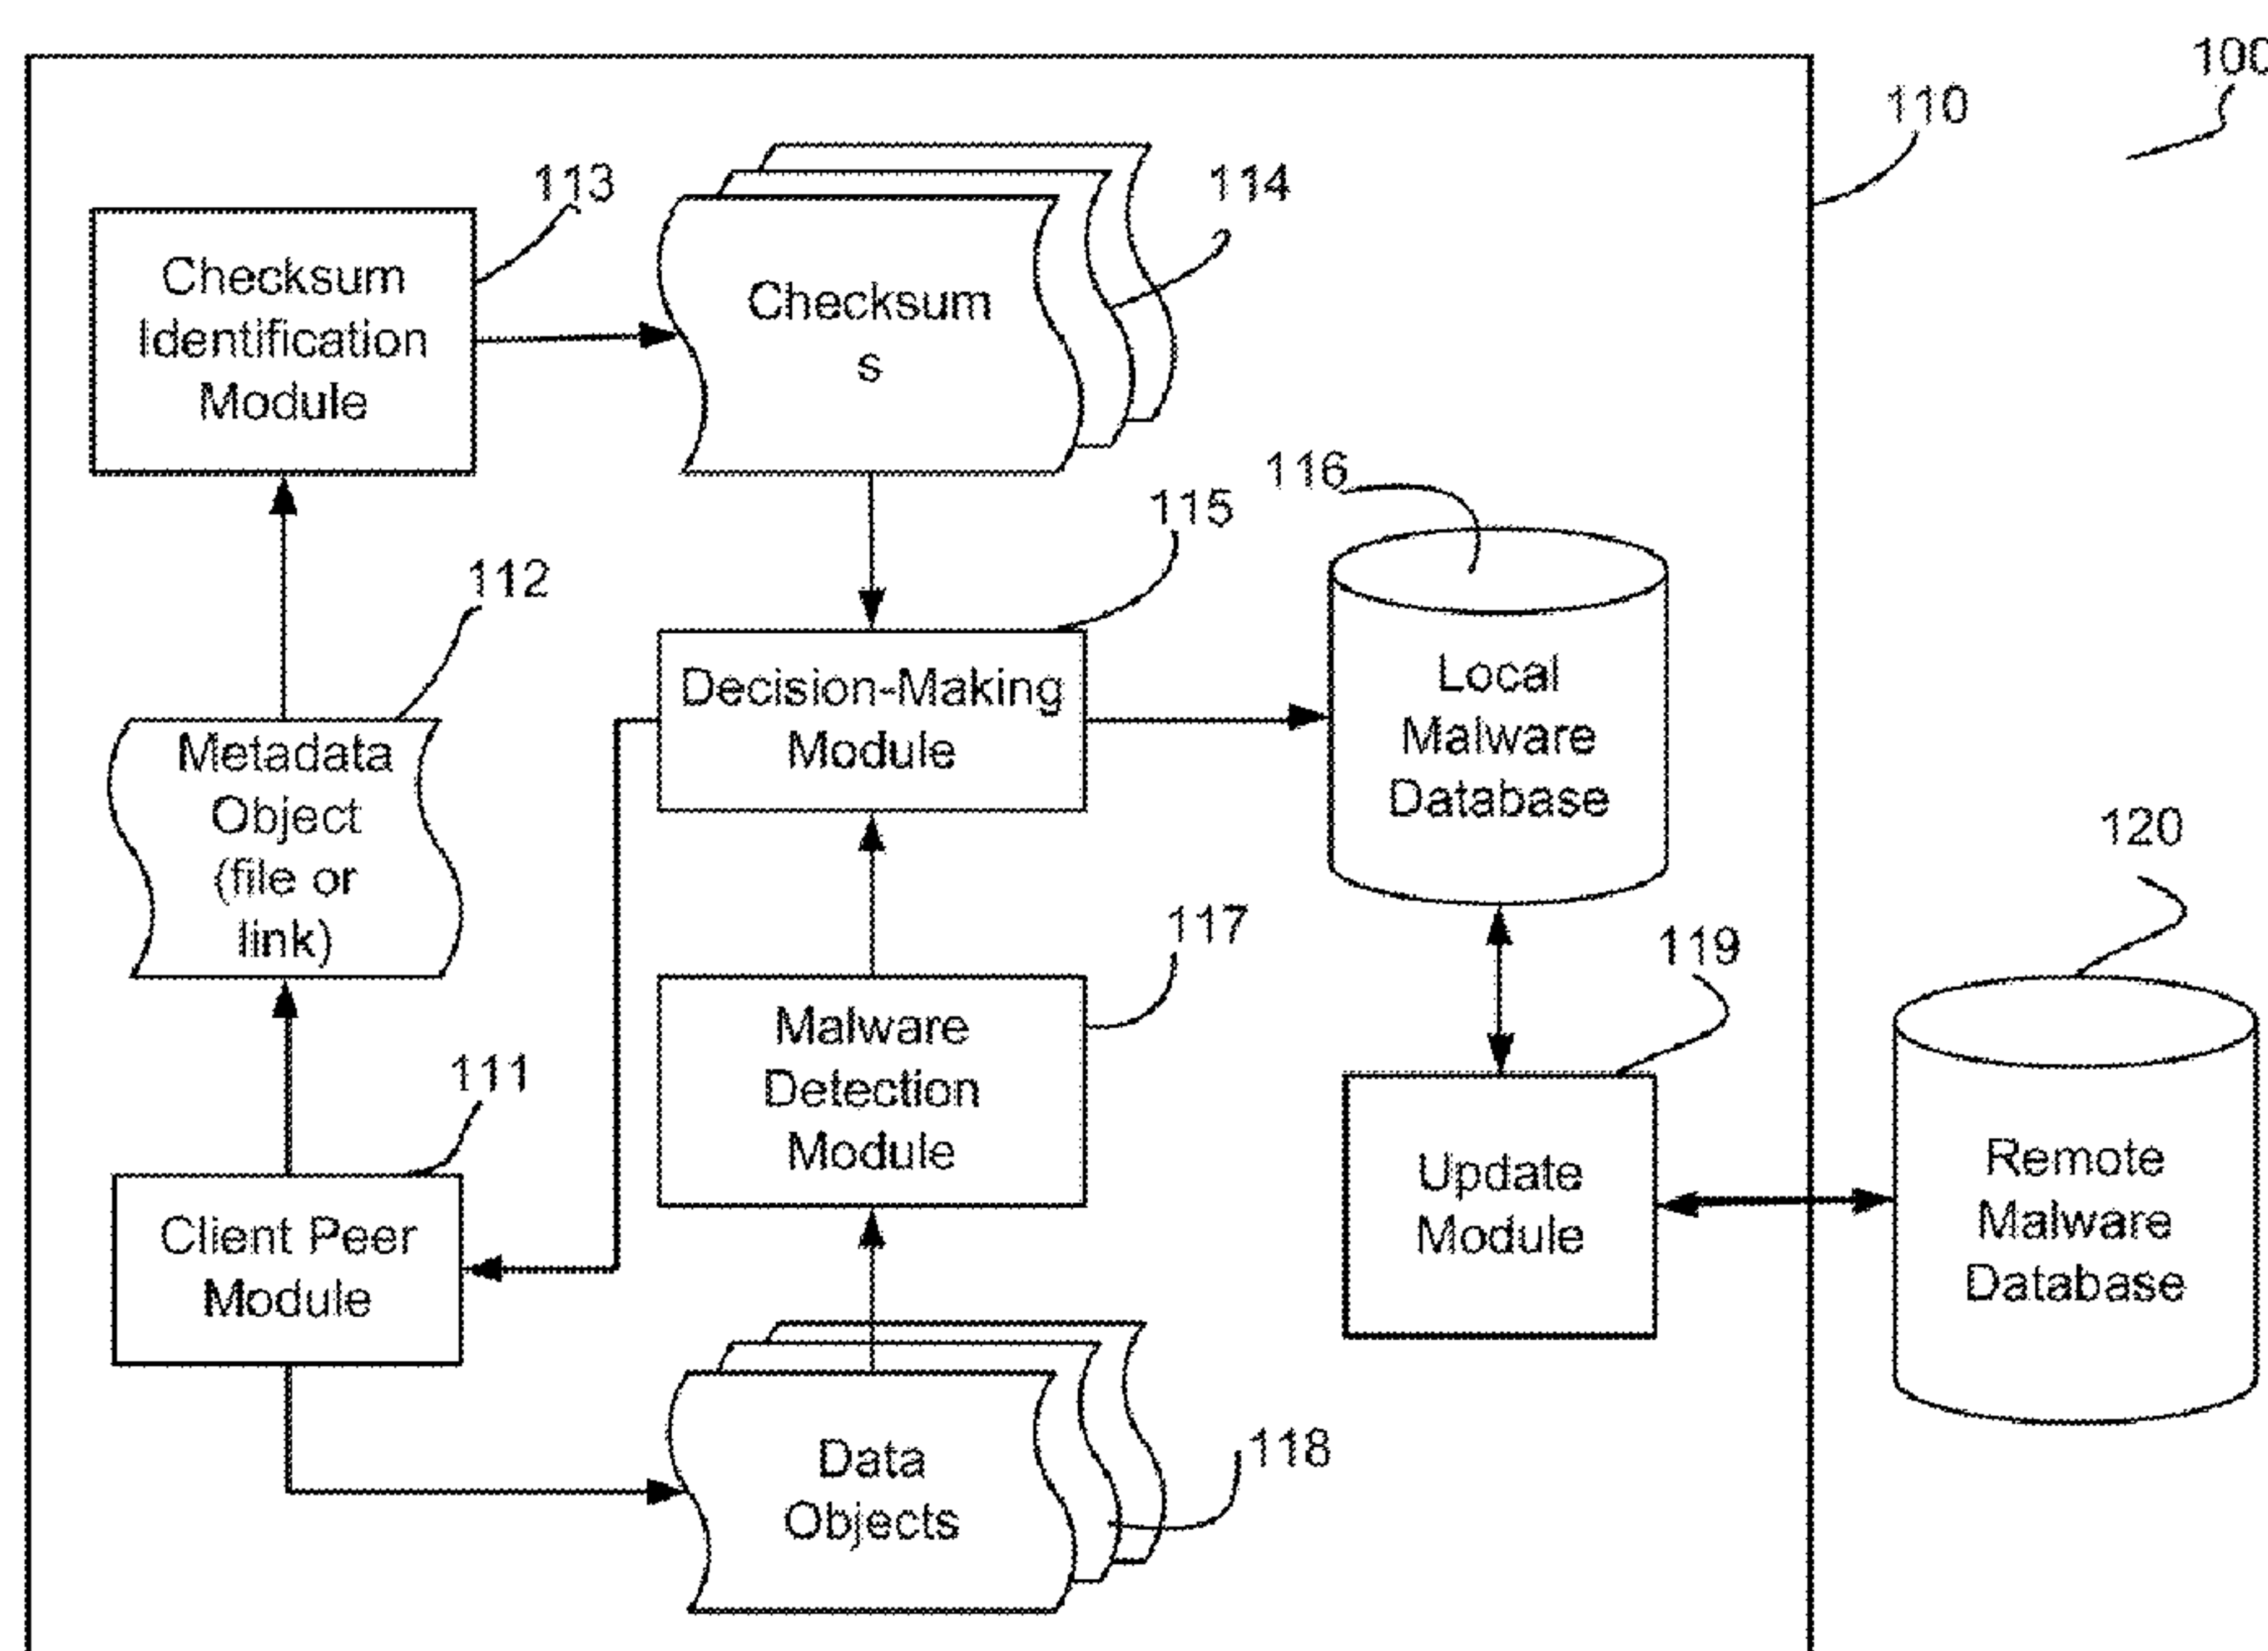 100
110
113
114
Checksum
Identification
Module
Checksum
s
116
115
112
Decision-Making
Module
Local
Malware
Database
Metadata
Object
(file or
link)
120
117
119
Malware
Detection
Module
111
Update
Module
Remote
Malware
Database
Client Peer
Module
118
Data
Objects